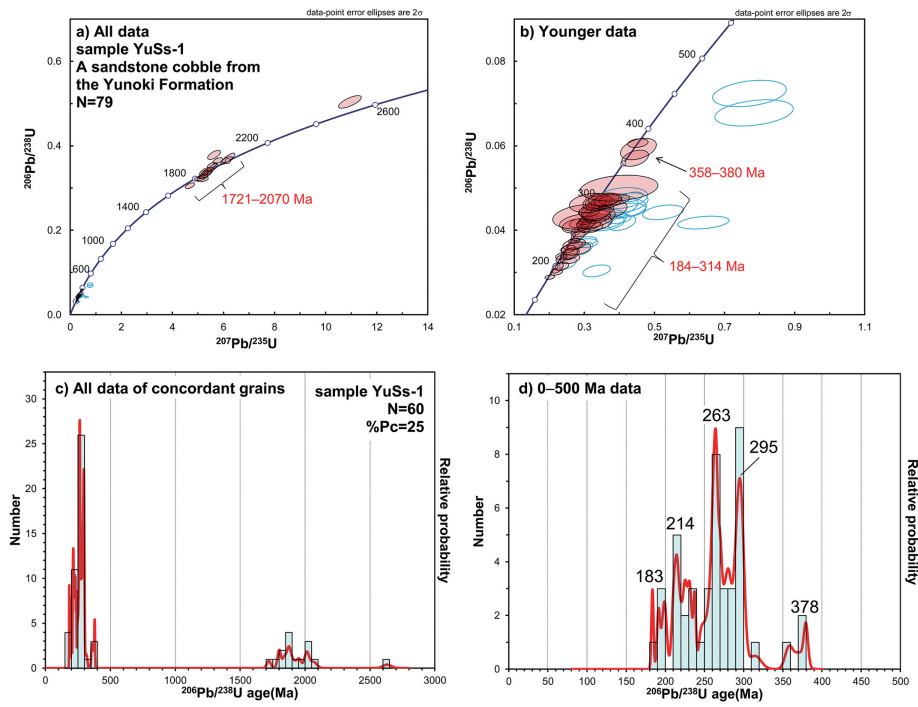 data-point error ellipses are 2σ
a) All data
sample YuSs-1
A sandstone cobble from
the Yunoki Formation
N=79
0.6
0.4
0.2
0.0
206Pb/238U
600
1000
1400
1800
2200
2600
1721–2070 Ma
0 2 4 6 8 10 12 14
207Pb/235U
data-point error ellipses are 2σ
b) Younger data
0.08
0.06
0.04
0.02
206Pb/238U
500
400
300
200
358–380 Ma
184–314 Ma
0.1 0.3 0.5 0.7 0.9 1.1
207Pb/235U
c) All data of concordant grains
sample YuSs-1
N=60
%Pc=25
30
25
20
15
10
5
0
Number
Relative probability
0 500 1000 1500 2000 2500 3000
206Pb/238U age(Ma)
d) 0–500 Ma data
10
8
6
4
2
0
Number
Relative probability
263
295
214
183
378
0 50 100 150 200 250 300 350 400 450 500
206Pb/238U age(Ma)